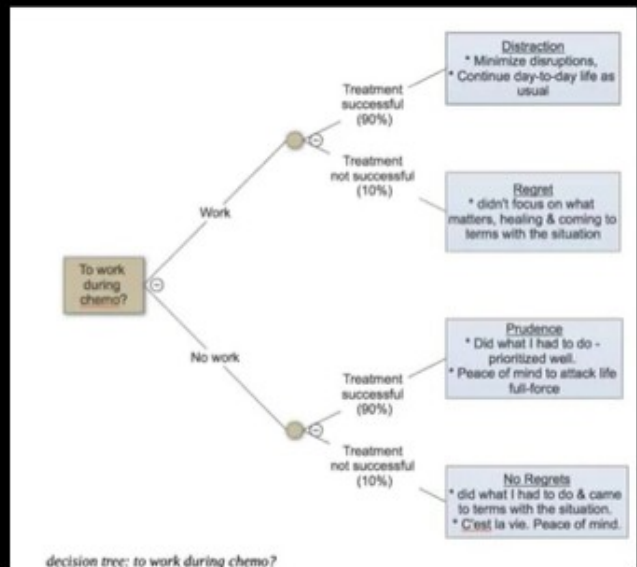 Distraction
* Minimize disruptions,
* Continue day-to-day life as
usual
Treatment
successful
(90%)
Treatment
not successful
(10%)
Work
Regret
* didn't focus on what
matters, healing & coming to
terms with the situation
To work
during
chemo?
No work
Prudence
* Did what I had to do -
prioritized well.
* Peace of mind to attack life
full-force
Treatment
successful
(90%)
Treatment
not successful
(10%)
No Regrets
* did what I had to do & came
to terms with the situation.
* C'est la vie. Peace of mind.
decision tree: to work during chemo?